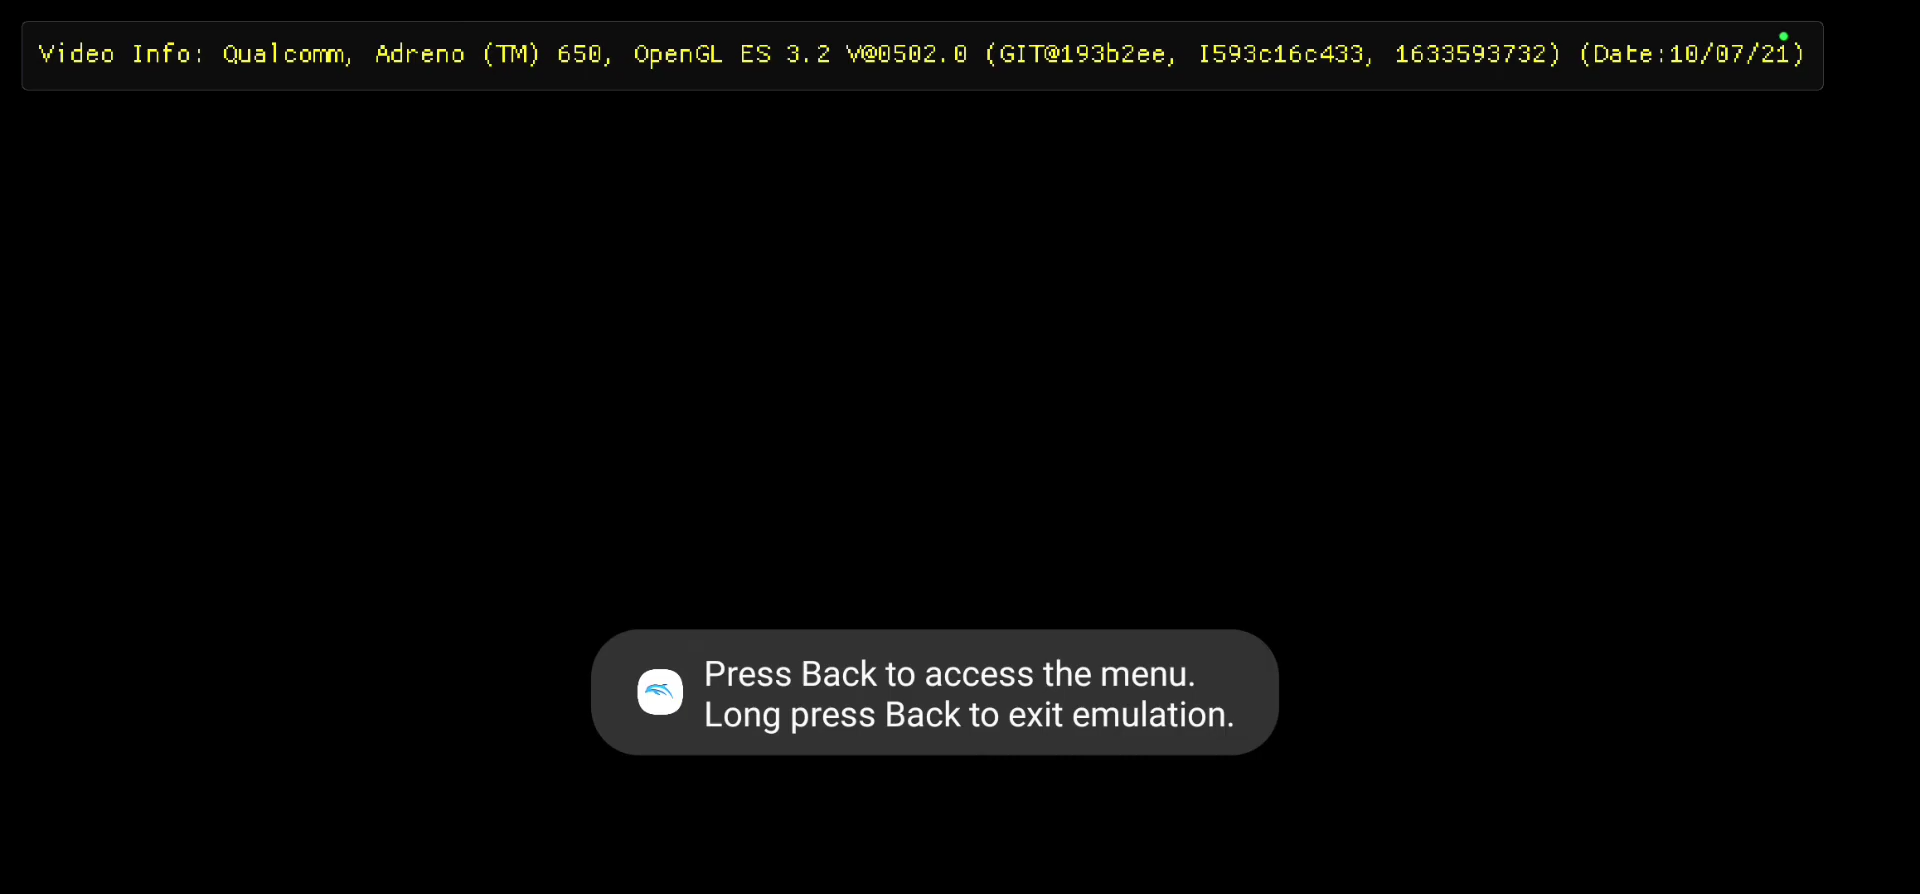 Video Info: Qualcomm, Adreno (TM) 650, OpenGL ES 3.2 V@0502.0 (GIT@193b2ee, I593c16c433, 1633593732) (Date:10/07/21)
Press Back to access the menu.
Long press Back to exit emulation.